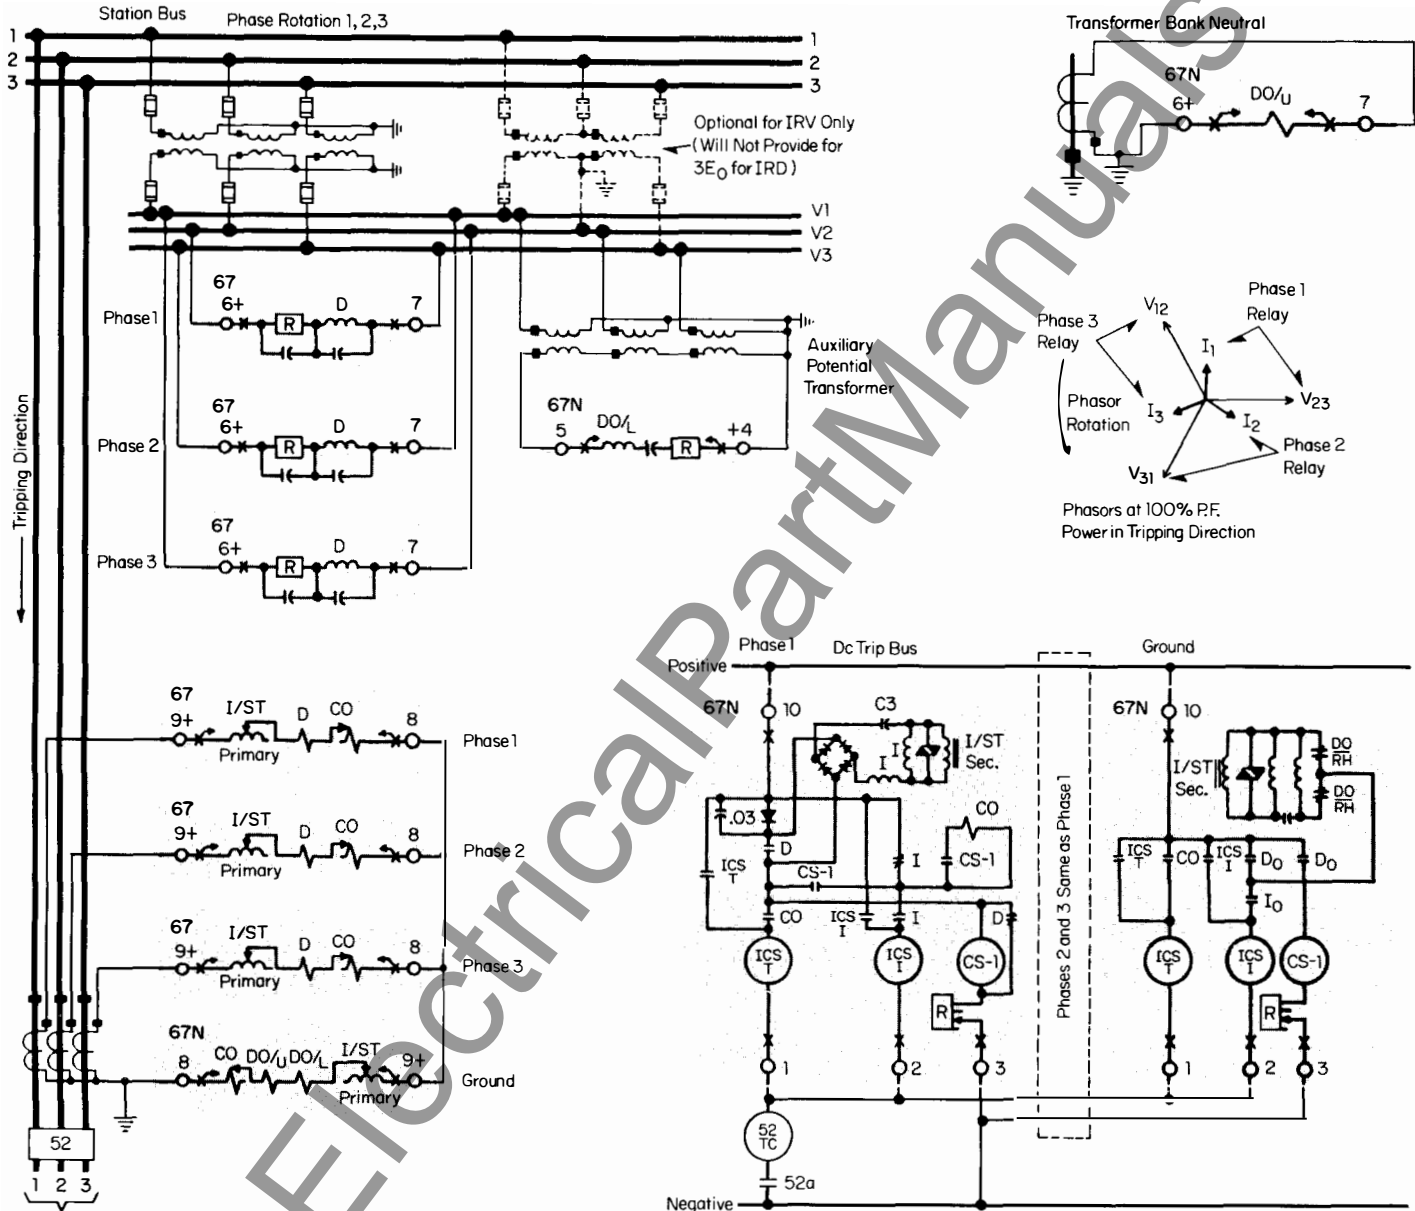 Station Bus
Phase Rotation 1, 2, 3
1
2
3
1
2
3
Optional for IRV Only
(Will Not Provide for
3E0 for IRD)
V1
V2
V3
Transformer Bank Neutral
67N
6+
DO/U
7
67
Phase 1
6+
R
D
7
67
Phase 2
6+
R
D
7
67
Phase 3
6+
R
D
7
Auxiliary
Potential
Transformer
67N
5
DO/L
R
+4
Tripping Direction
V12
Phase 1
Relay
Phase 3
Relay
I1
Phasor
Rotation
I3
I2
V23
Phase 2
Relay
V31
Phasors at 100% P.F.
Power in Tripping Direction
67
9+
I/ST
Primary
D
CO
8
Phase 1
67
9+
I/ST
Primary
D
CO
8
Phase 2
67
9+
I/ST
Primary
D
CO
8
Phase 3
67N
8
CO
DO/U
DO/L
I/ST
Primary
9+
Ground
52
1 2 3
Phase 1
Dc Trip Bus
Ground
Positive
67N
10
C3
I
I
I/ST
Sec.
.03
D
CO
ICS
T
CS-1
I
CS-1
CO
ICS
I
I
D
ICS
T
ICS
I
CS-1
R
1
2
3
52
TC
52a
Negative
Phases 2 and 3 Same as Phase 1
67N
10
I/ST
Sec.
DO
RH
DO
RH
ICS
T
CO
ICS
I
DO
DO
IO
ICS
T
ICS
I
CS-1
R
1
2
3
ElectricalPartManuals